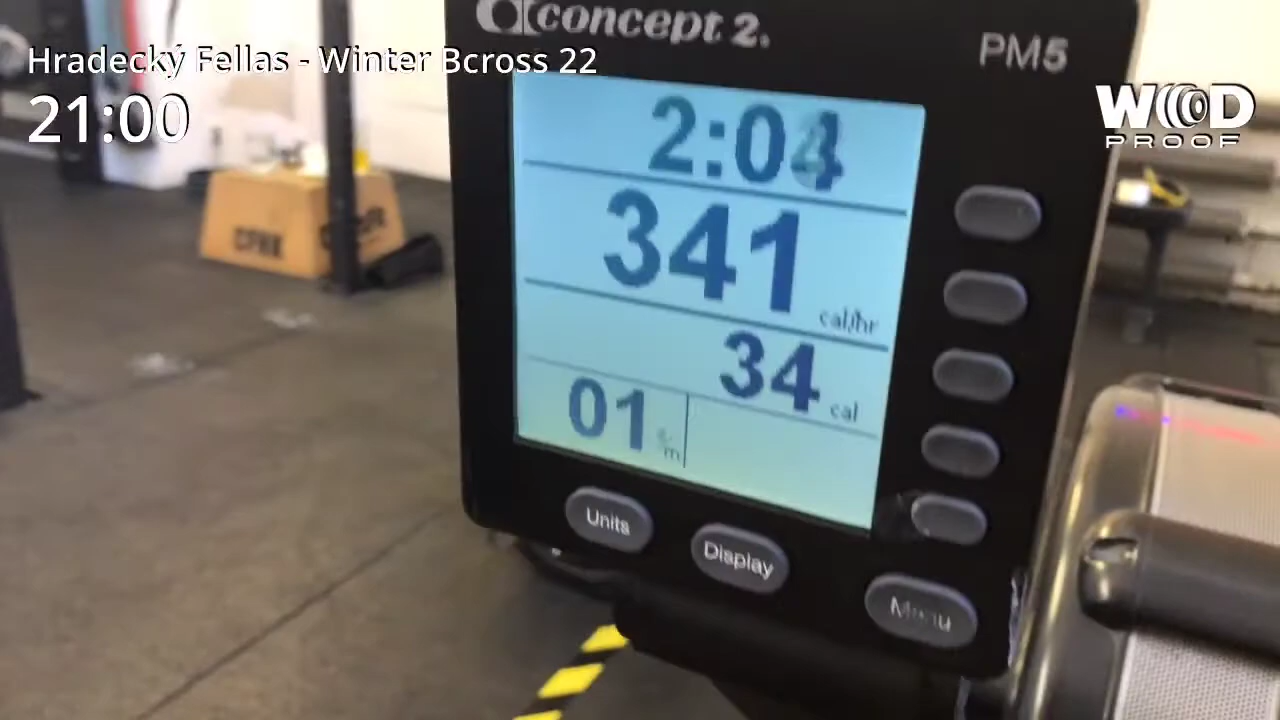 concept 2.
PM5
Hradecký Fellas - Winter Bcross 22
21:00
WOD
PROOF
2:04
341 cal/hr
34 cal
01 s/m
Units
Display
Menu